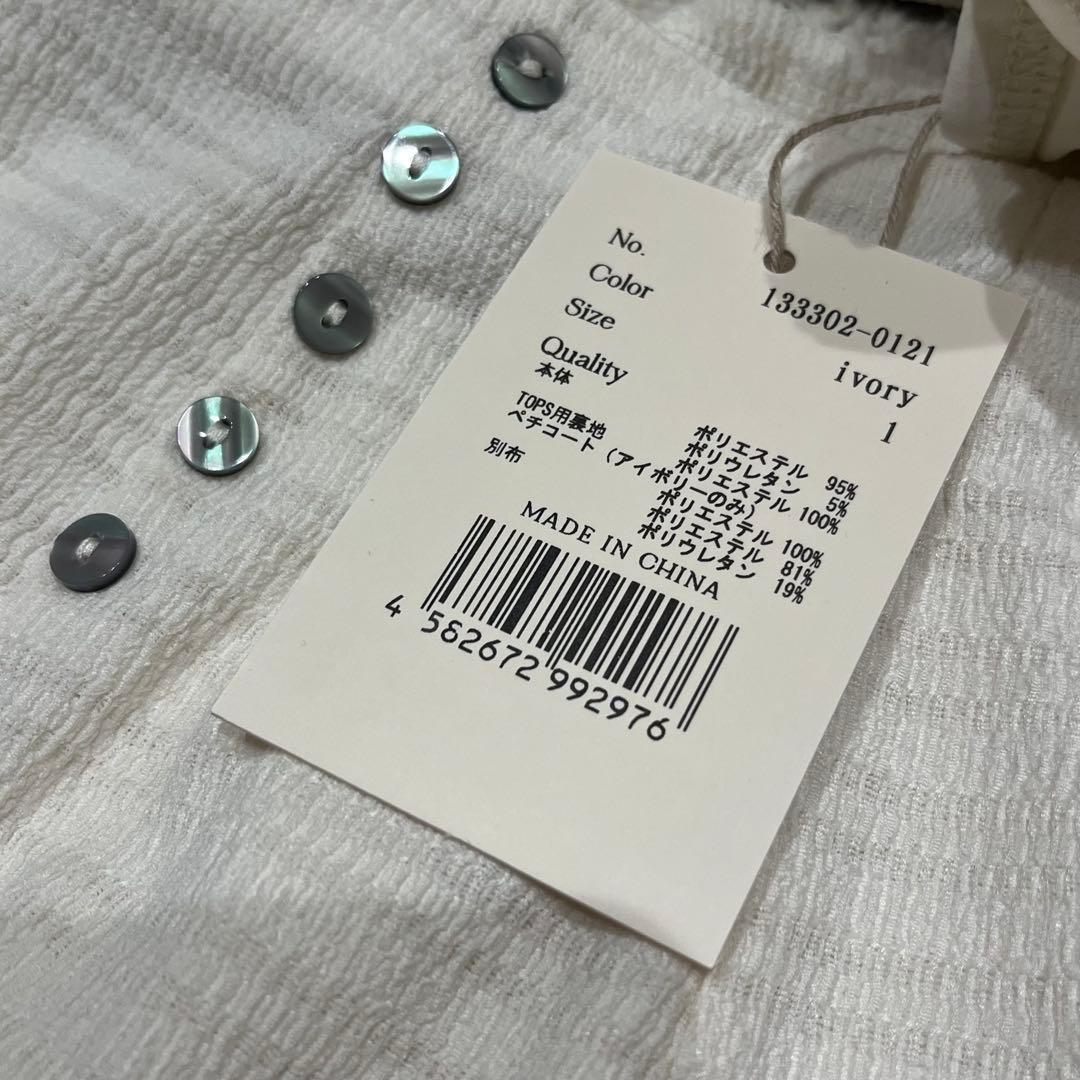 No. 133302-0121
Color ivory
Size 1
Quality
本体 ポリエステル 95%
ポリウレタン 5%
TOPS用裏地 ポリエステル 100%
ペチコート（アイボリーのみ）
ポリエステル 100%
別布 ポリエステル 81%
ポリウレタン 19%
MADE IN CHINA
4 582672 992976